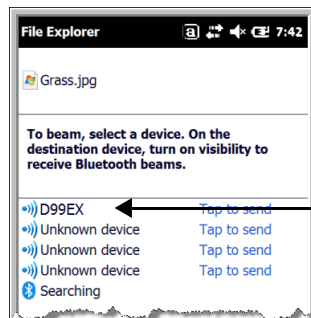 File Explorer a 7:42
Grass.jpg
To beam, select a device. On the
destination device, turn on visibility to
receive Bluetooth beams.
D99EX Tap to send
Unknown device Tap to send
Unknown device Tap to send
Unknown device Tap to send
Searching